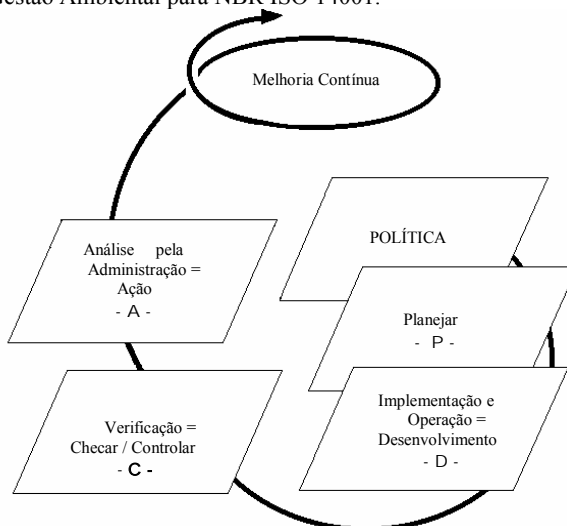 estão Ambiental para NBR ISO 14001.
Melhoria Contínua
POLÍTICA
Planejar
- P -
Implementação e
Operação =
Desenvolvimento
- D -
Verificação =
Checar / Controlar
- C -
Análise pela
Administração =
Ação
- A -